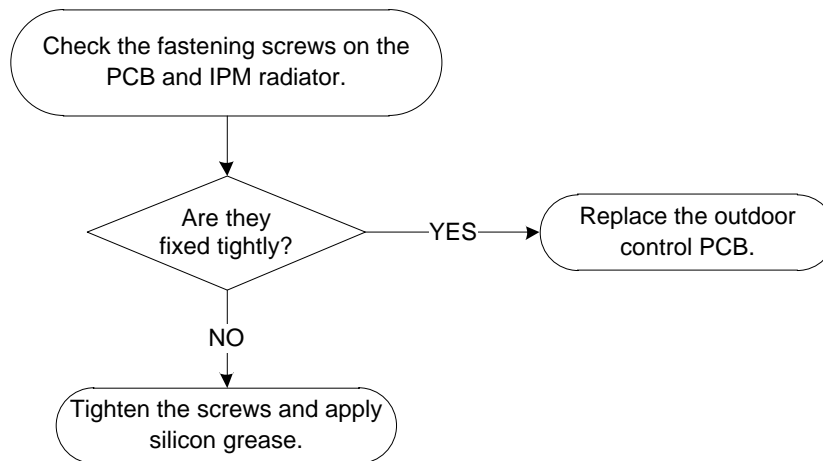 Check the fastening screws on the
PCB and IPM radiator.
Are they
fixed tightly?
YES
Replace the outdoor
control PCB.
NO
Tighten the screws and apply
silicon grease.